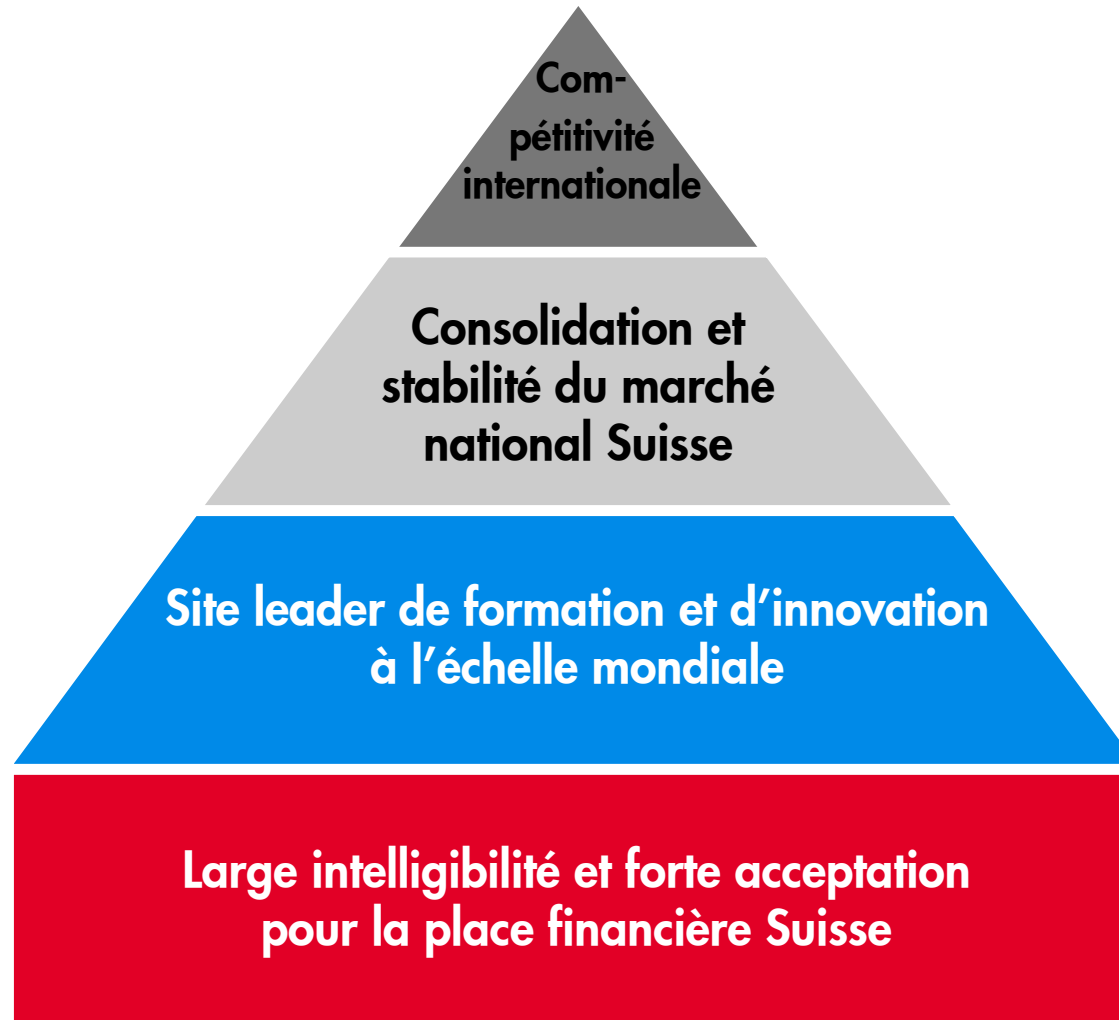 Com-
pétitivité
internationale
Consolidation et
stabilité du marché
national Suisse
Site leader de formation et d’innovation
à l’échelle mondiale
Large intelligibilité et forte acceptation
pour la place financière Suisse